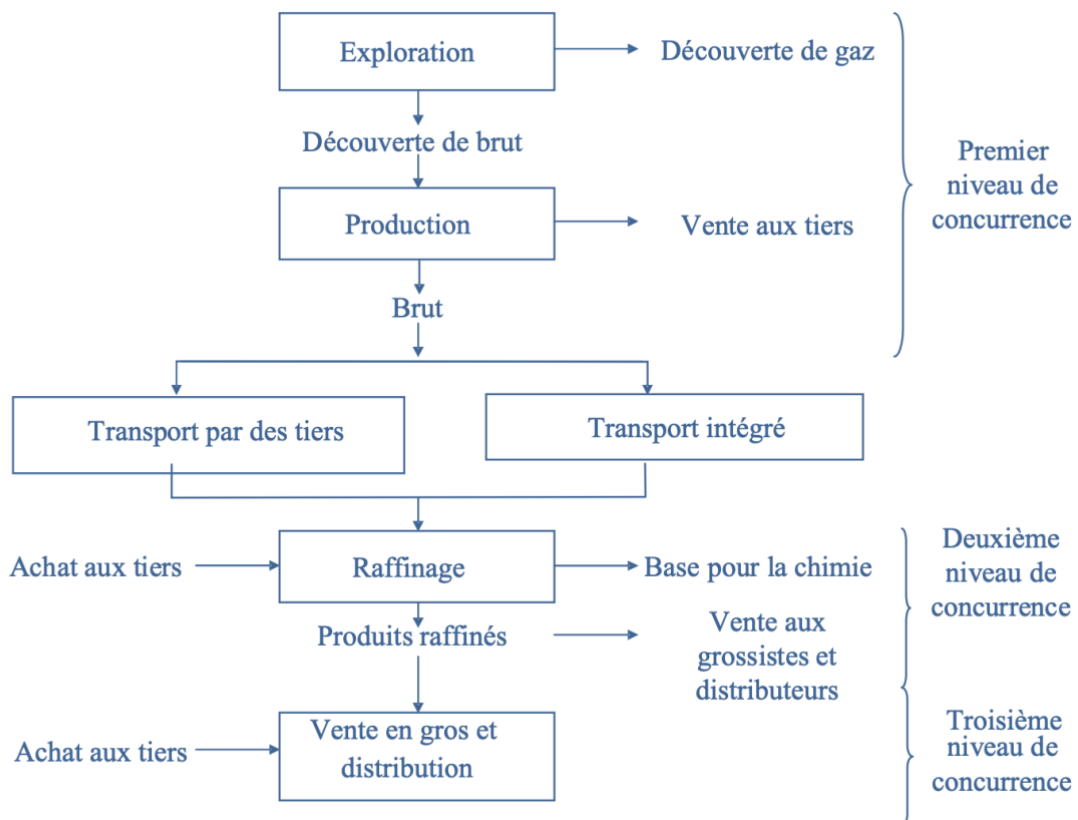 Exploration
Découverte de gaz
Découverte de brut
Premier
niveau de
concurrence
Production
Vente aux tiers
Brut
Transport par des tiers
Transport intégré
Achat aux tiers
Raffinage
Base pour la chimie
Deuxième
niveau de
concurrence
Produits raffinés
Vente aux
grossistes et
distributeurs
Achat aux tiers
Vente en gros et
distribution
Troisième
niveau de
concurrence